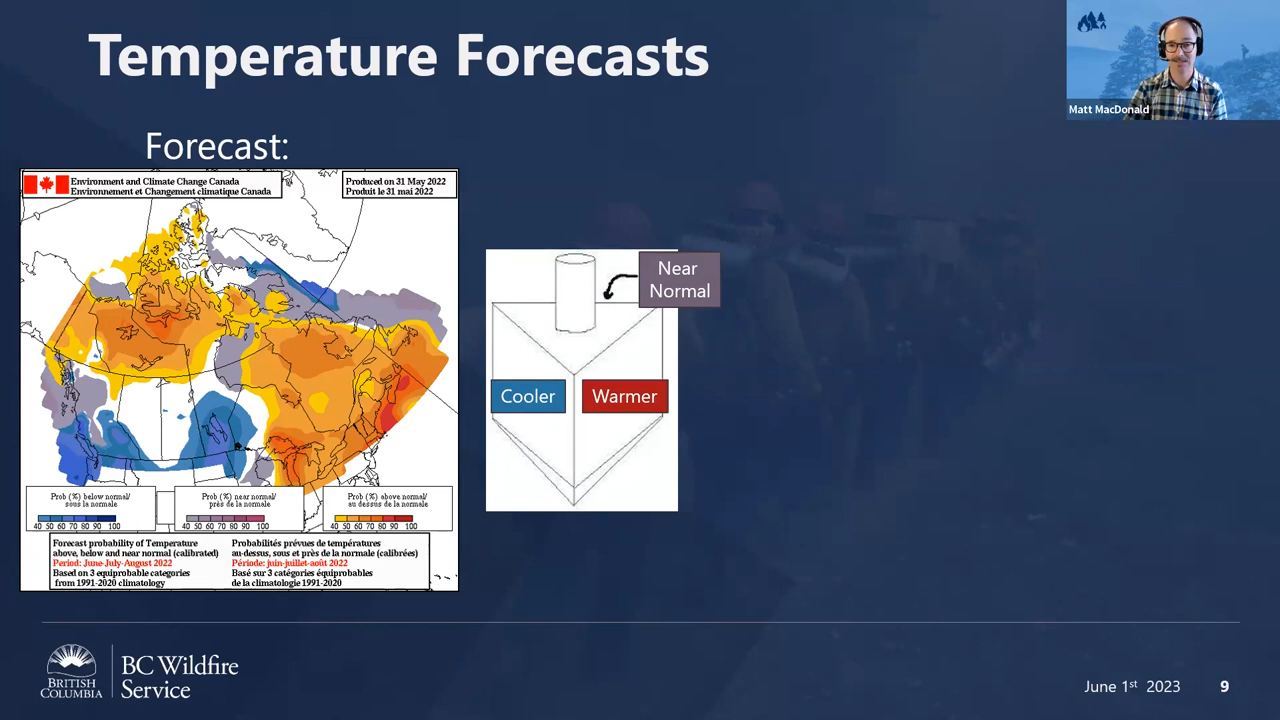 Temperature Forecasts
Matt MacDonald
Forecast:
Environment and Climate Change Canada
Environnement et Changement climatique Canada
Produced on 31 May 2022
Produit le 31 mai 2022
Near
Normal
Cooler
Warmer
Prob (%) below normal/
sous la normale
40 50 60 70 80 90 100
Prob (%) near normal/
près de la normale
40 50 60 70 80 90 100
Prob (%) above normal/
au dessus de la normale
40 50 60 70 80 90 100
Forecast probability of Temperature
above, below and near normal (calibrated)
Period: June-July-August 2022
Based on 3 equiprobable categories
from 1991-2020 climatology
Probabilités prévues de températures
au-dessus, sous et près de la normale (calibrées)
Période: juin-juillet-août 2022
Basé sur 3 catégories équiprobables
de la climatologie 1991-2020
BRITISH
COLUMBIA
BC Wildfire
Service
June 1st 2023
9